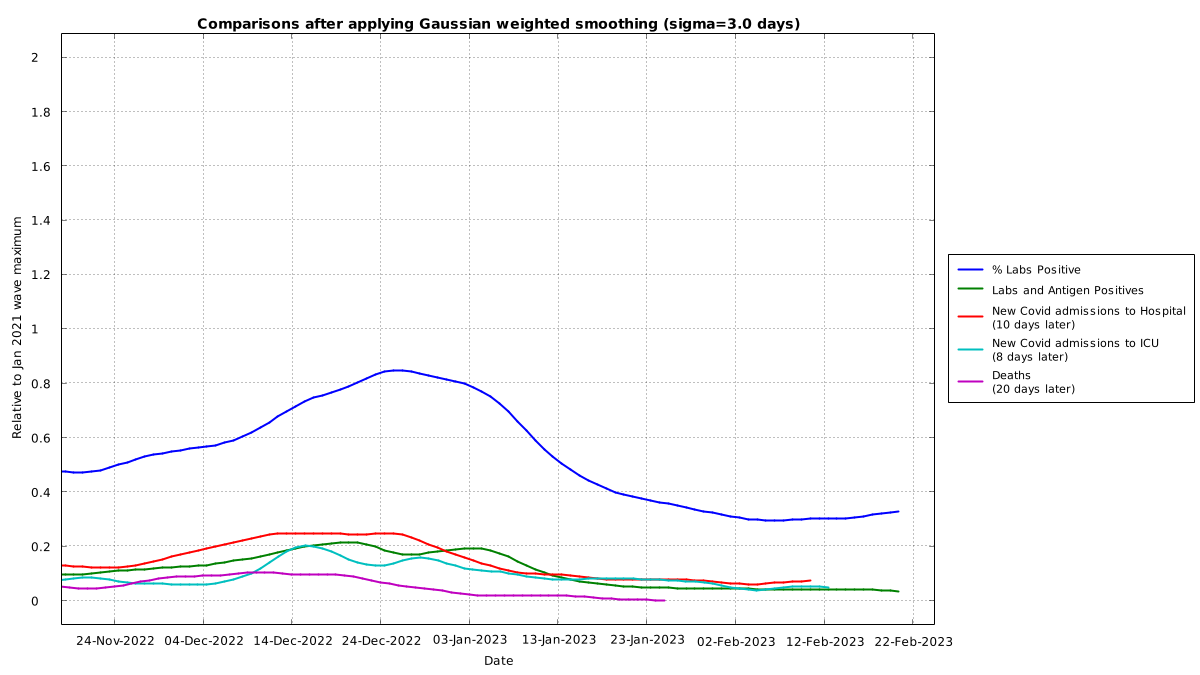 Comparisons after applying Gaussian weighted smoothing (sigma=3.0 days)
Relative to Jan 2021 wave maximum
2
1.8
1.6
1.4
1.2
1
0.8
0.6
0.4
0.2
0
24-Nov-2022
04-Dec-2022
14-Dec-2022
24-Dec-2022
03-Jan-2023
13-Jan-2023
23-Jan-2023
02-Feb-2023
12-Feb-2023
22-Feb-2023
Date
% Labs Positive
Labs and Antigen Positives
New Covid admissions to Hospital
(10 days later)
New Covid admissions to ICU
(8 days later)
Deaths
(20 days later)